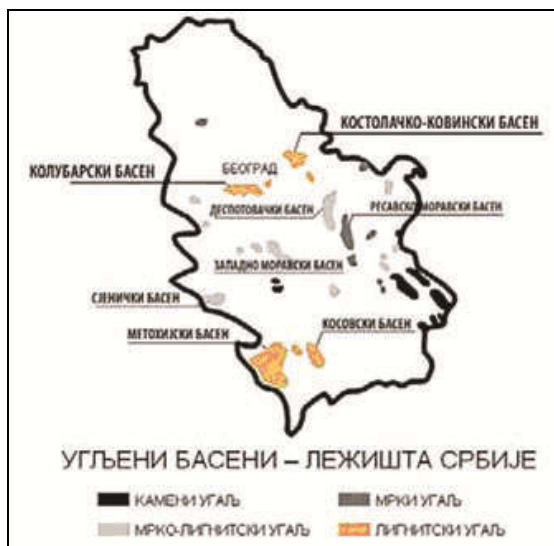 КОСТОЛАЧКО-КОВИНСКИ БАСЕН
БЕОГРАД
КОЛУБАРСКИ БАСЕН
ДЕСПОТОВАЧКИ БАСЕН
РЕСАВСКО МОРАВСКИ БАСЕН
ЗАПАДНО МОРАВСКИ БАСЕН
СЈЕНИЧКИ БАСЕН
КОСОВСКИ БАСЕН
МЕТОХИЈСКИ БАСЕН
УГЉЕНИ БАСЕНИ – ЛЕЖИШТА СРБИЈЕ
КАМЕНИ УГАЉ
МРКИ УГАЉ
МРКО-ЛИГНИТСКИ УГАЉ
ЛИГНИТСКИ УГАЉ